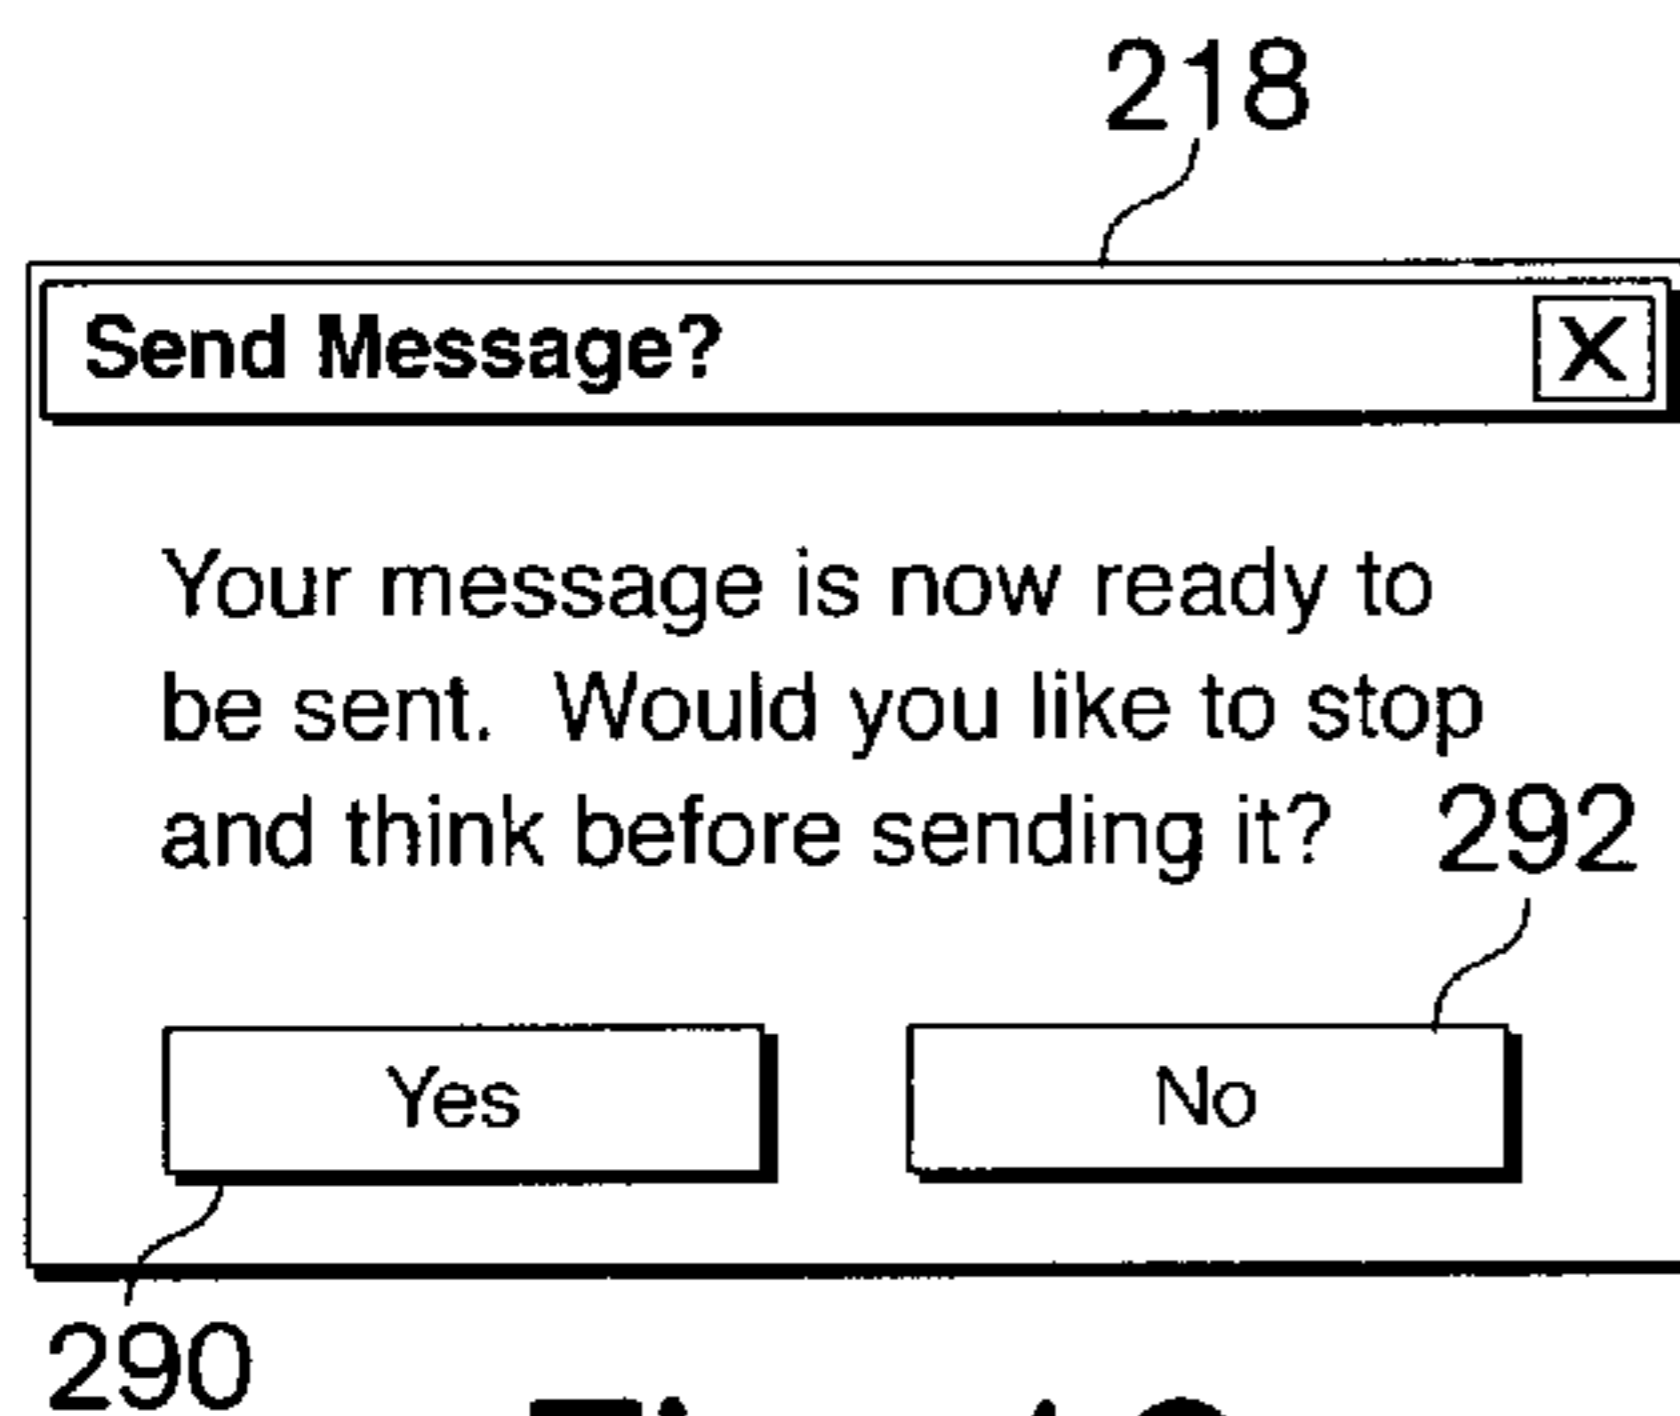 218
Send Message? X
Your message is now ready to
be sent. Would you like to stop
and think before sending it?
292
Yes No
290